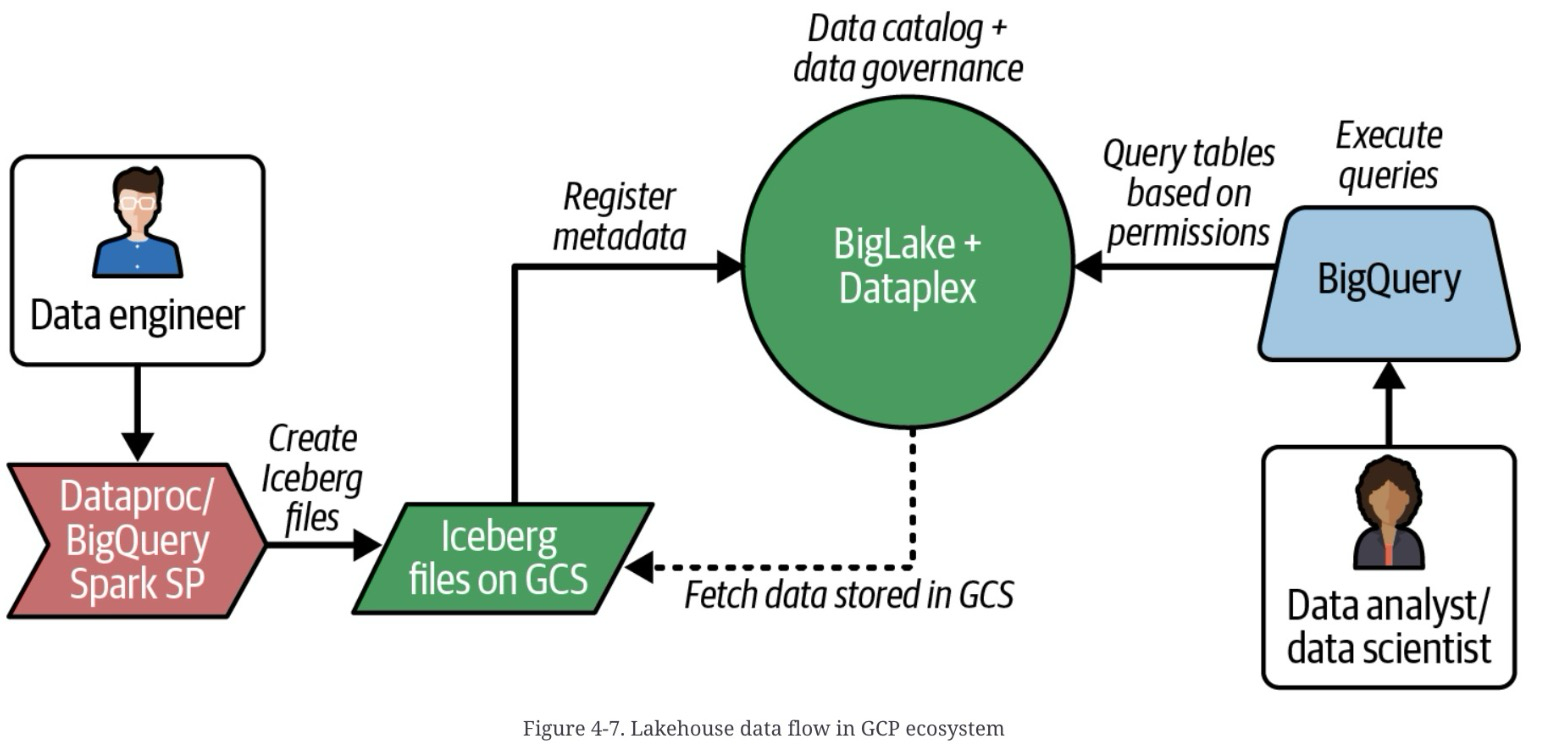 Data catalog +
data governance
Execute
queries
Query tables
based on
permissions
Register
metadata
BigLake +
Dataplex
BigQuery
Data engineer
Create
Iceberg
files
Dataproc/
BigQuery
Spark SP
Iceberg
files on GCS
Fetch data stored in GCS
Data analyst/
data scientist
Figure 4-7. Lakehouse data flow in GCP ecosystem